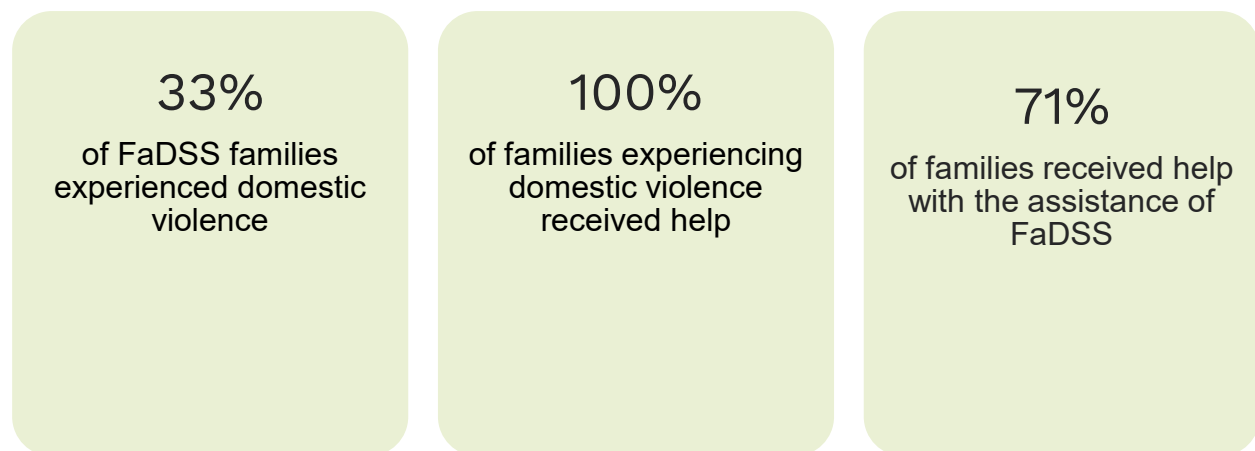 33%
of FaDSS families
experienced domestic
violence
100%
of families experiencing
domestic violence
received help
71%
of families received help
with the assistance of
FaDSS